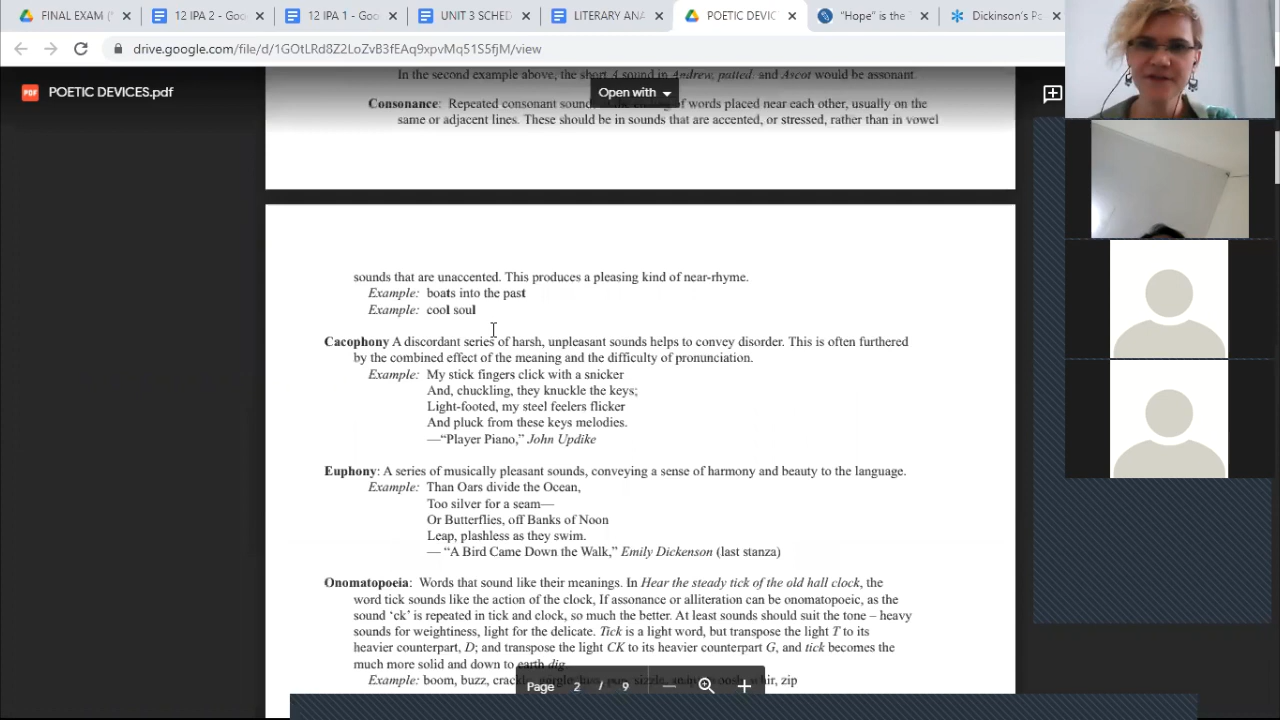 FINAL EXAM (
12 IPA 2 - Goo
12 IPA 1 - Goo
UNIT 3 SCHED
LITERARY ANA
POETIC DEVIC
"Hope" is the
Dickinson's Po
drive.google.com/file/d/1GOtLRd8Z2LoZvB3fEAq9xpvMq51S5fjM/view
PDF
POETIC DEVICES.pdf
Open with
In the second example above, the short A sound in Andrew, patted, and Ascot would be assonant.
Consonance: Repeated consonant sound of words placed near each other, usually on the
same or adjacent lines. These should be in sounds that are accented, or stressed, rather than in vowel
sounds that are unaccented. This produces a pleasing kind of near-rhyme.
Example: boats into the past
Example: cool soul
Cacophony A discordant series of harsh, unpleasant sounds helps to convey disorder. This is often furthered
by the combined effect of the meaning and the difficulty of pronunciation.
Example: My stick fingers click with a snicker
And, chuckling, they knuckle the keys;
Light-footed, my steel feelers flicker
And pluck from these keys melodies.
—"Player Piano," John Updike
Euphony: A series of musically pleasant sounds, conveying a sense of harmony and beauty to the language.
Example: Than Oars divide the Ocean,
Too silver for a seam—
Or Butterflies, off Banks of Noon
Leap, plashless as they swim.
— "A Bird Came Down the Walk," Emily Dickenson (last stanza)
Onomatopoeia: Words that sound like their meanings. In Hear the steady tick of the old hall clock, the
word tick sounds like the action of the clock, If assonance or alliteration can be onomatopoeic, as the
sound 'ck' is repeated in tick and clock, so much the better. At least sounds should suit the tone – heavy
sounds for weightiness, light for the delicate. Tick is a light word, but transpose the light T to its
heavier counterpart, D; and transpose the light CK to its heavier counterpart G, and tick becomes the
much more solid and down to earth dig.
Example: boom, buzz, zip
Page 2 / 9